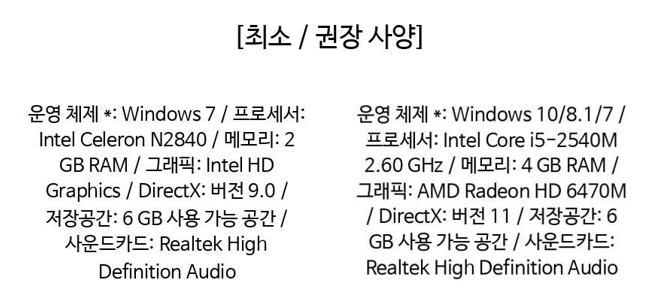 [최소 / 권장 사양]
운영 체제 *: Windows 7 / 프로세서:
Intel Celeron N2840 / 메모리: 2
GB RAM / 그래픽: Intel HD
Graphics / DirectX: 버전 9.0 /
저장공간: 6 GB 사용 가능 공간 /
사운드카드: Realtek High
Definition Audio
운영 체제 *: Windows 10/8.1/7 /
프로세서: Intel Core i5-2540M
2.60 GHz / 메모리: 4 GB RAM /
그래픽: AMD Radeon HD 6470M
/ DirectX: 버전 11 / 저장공간: 6
GB 사용 가능 공간 / 사운드카드:
Realtek High Definition Audio